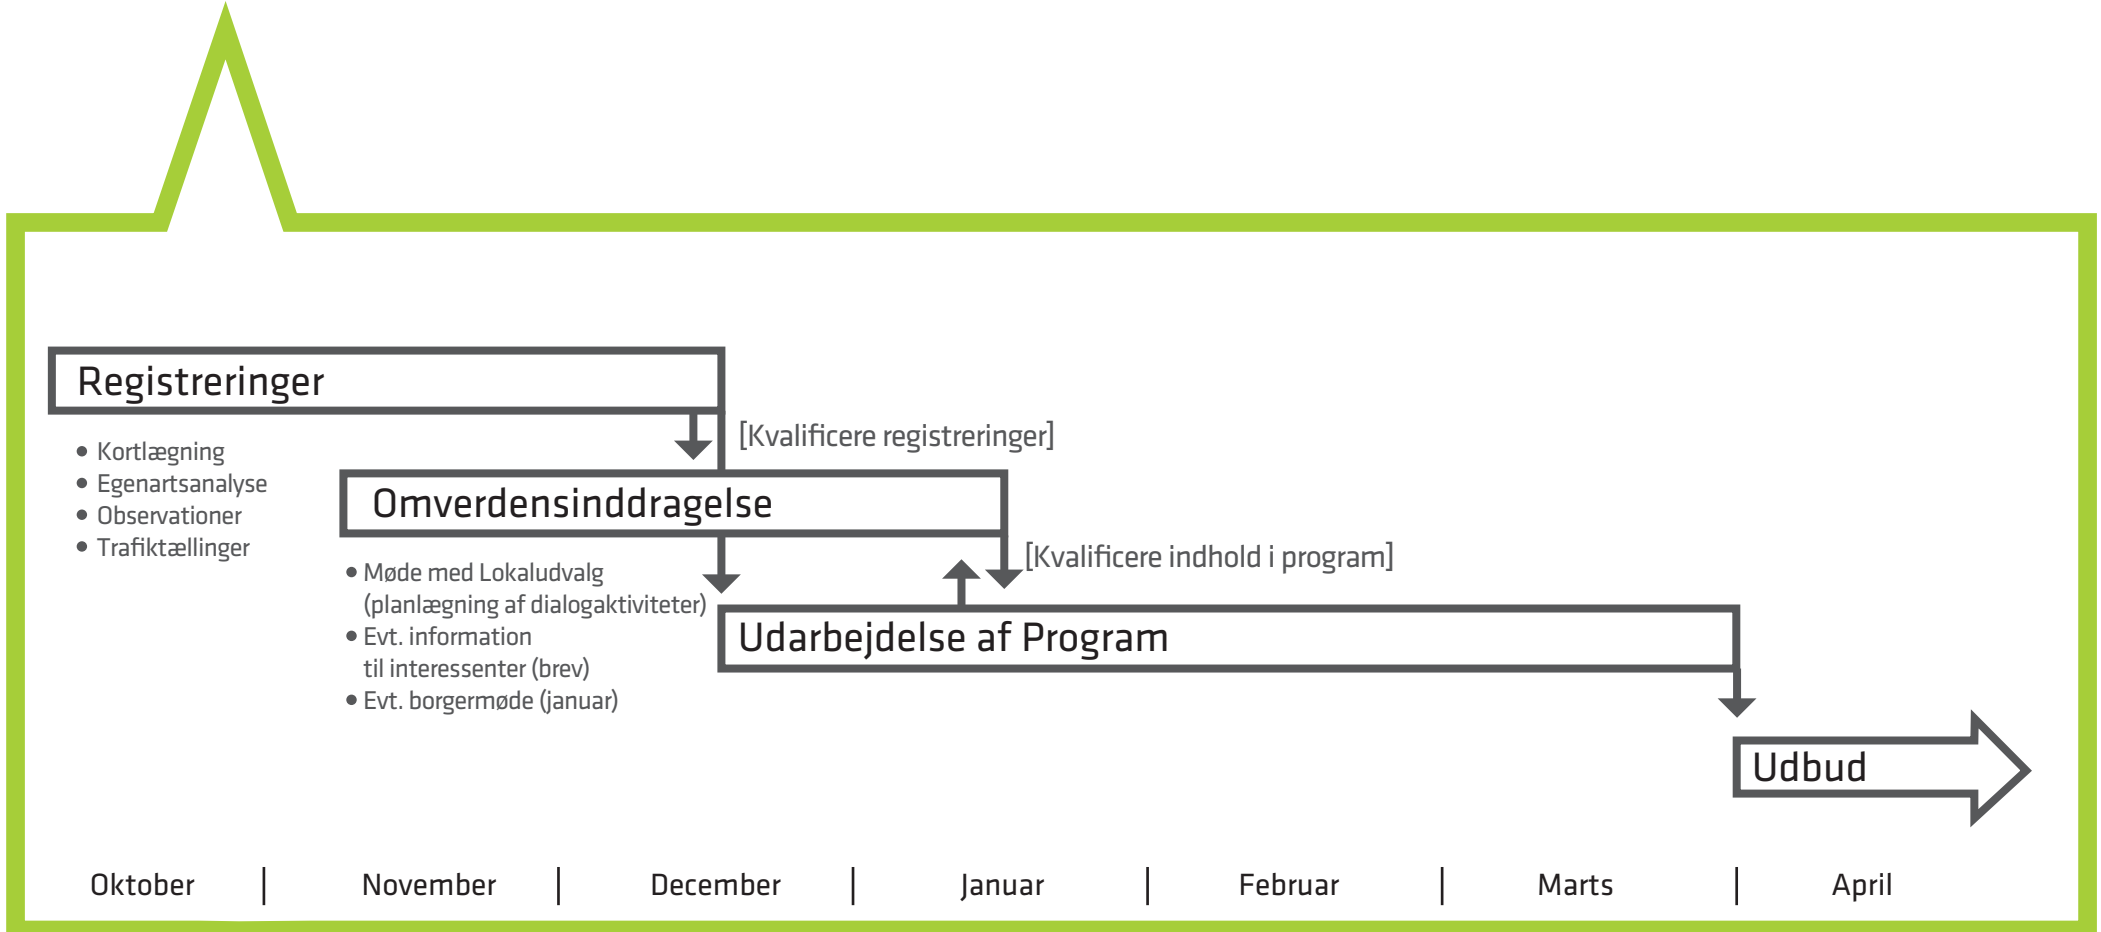 Registreringer
• Kortlægning
• Egenartsanalyse
• Observationer
• Trafiktællinger
[Kvalificere registreringer]
Omverdensinddragelse
• Møde med Lokaludvalg
(planlægning af dialogaktiviteter)
• Evt. information
til interessenter (brev)
• Evt. borgermøde (januar)
[Kvalificere indhold i program]
Udarbejdelse af Program
Udbud
Oktober | November | December | Januar | Februar | Marts | April